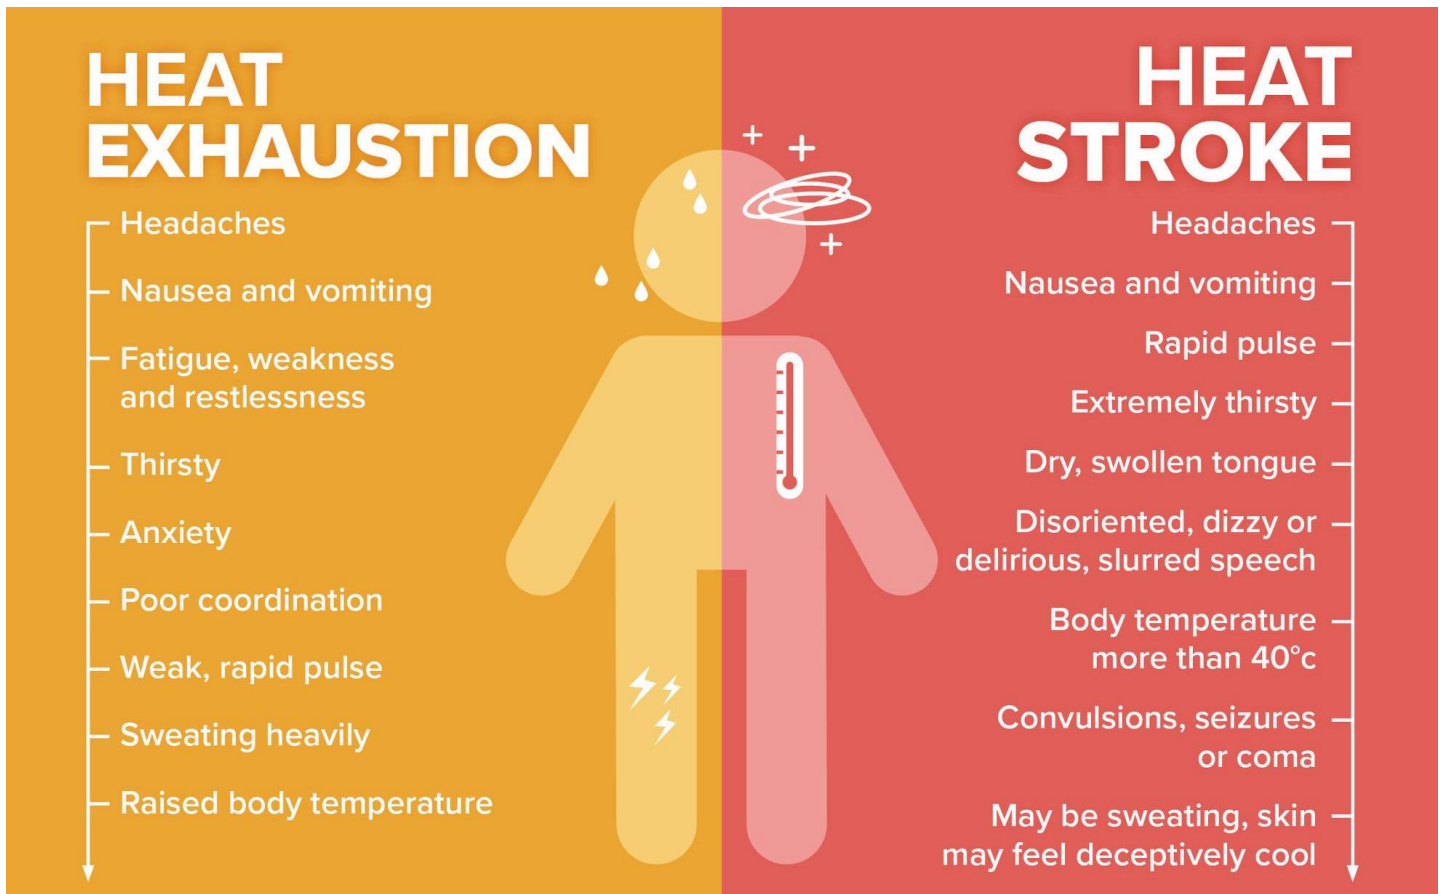 HEAT
EXHAUSTION
Headaches
Nausea and vomiting
Fatigue, weakness
and restlessness
Thirsty
Anxiety
Poor coordination
Weak, rapid pulse
Sweating heavily
Raised body temperature
HEAT
STROKE
Headaches
Nausea and vomiting
Rapid pulse
Extremely thirsty
Dry, swollen tongue
Disoriented, dizzy or
delirious, slurred speech
Body temperature
more than 40°c
Convulsions, seizures
or coma
May be sweating, skin
may feel deceptively cool